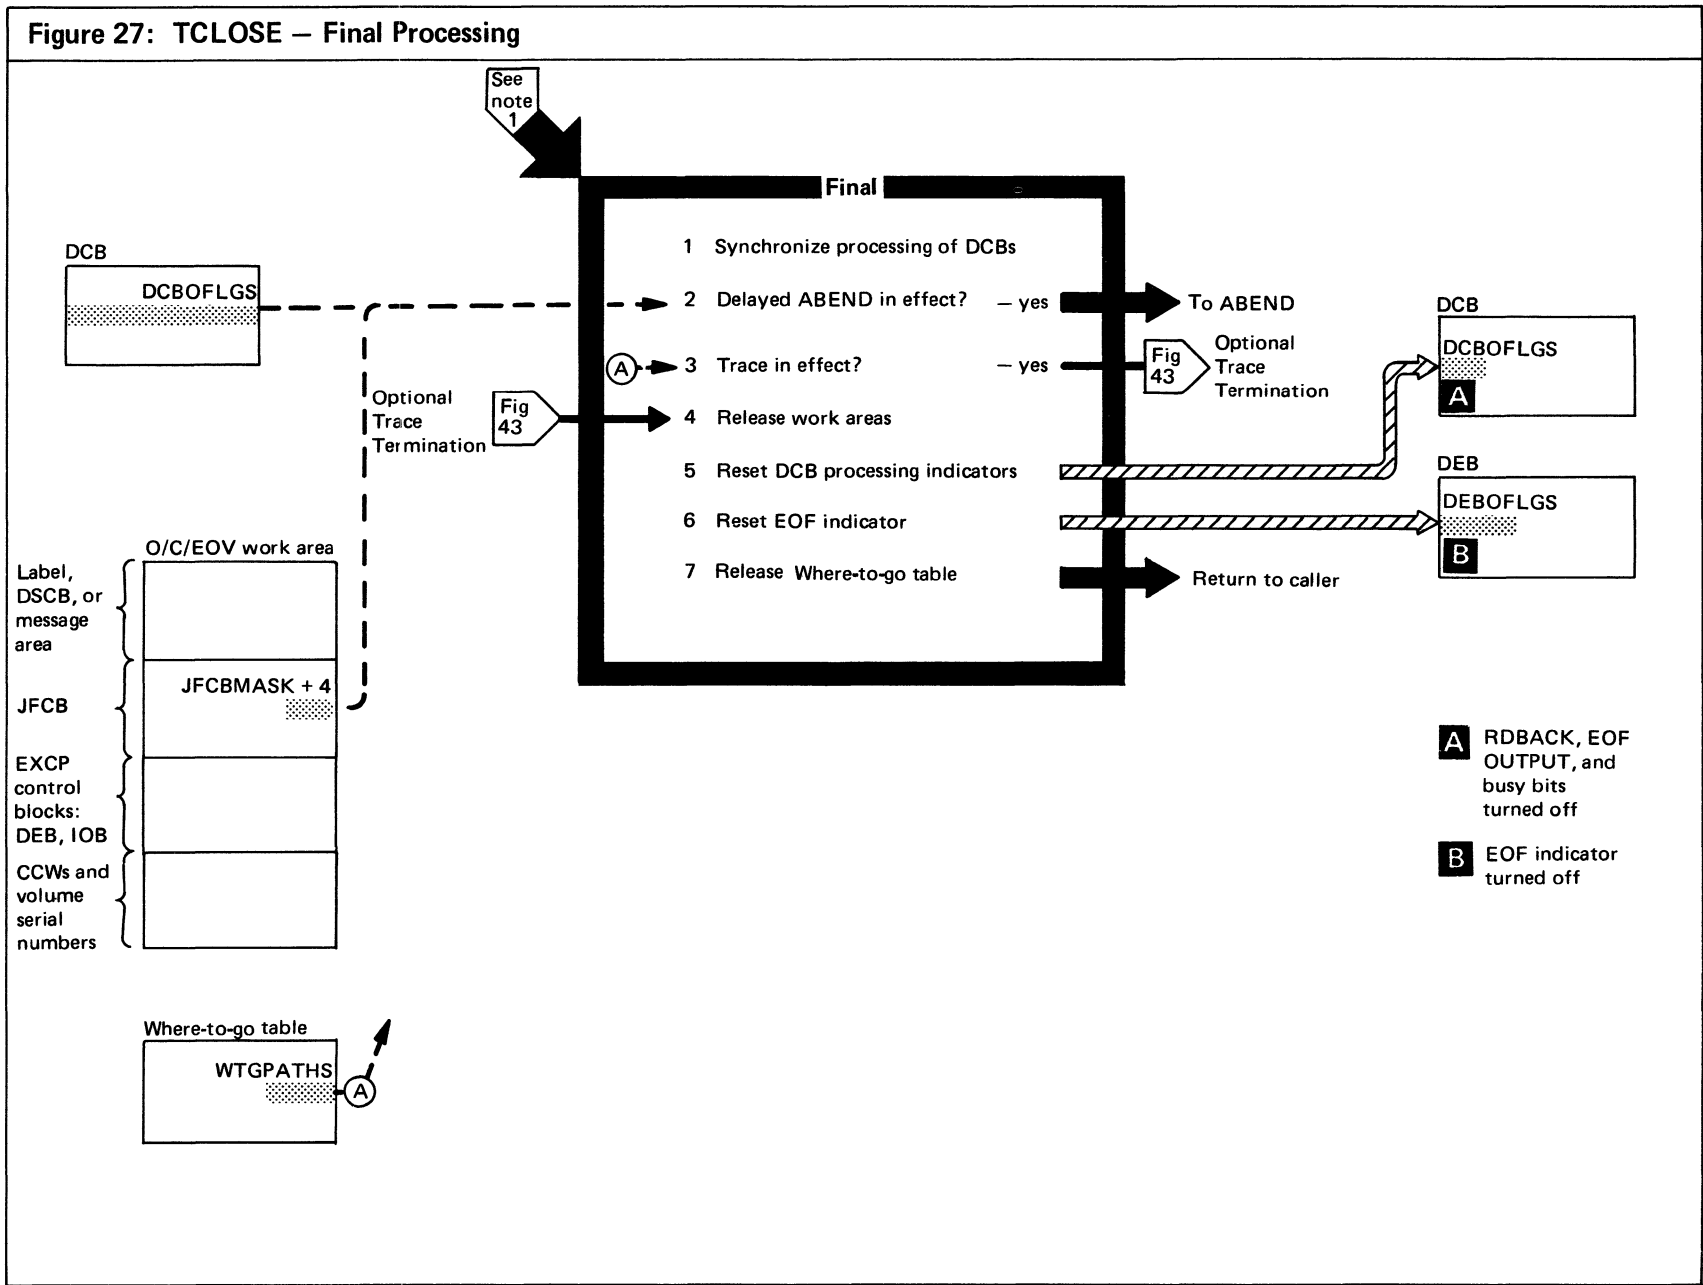 Figure 27: TCLOSE — Final Processing
See
note
1
Final
1 Synchronize processing of DCBs
2 Delayed ABEND in effect? — yes
To ABEND
A
3 Trace in effect? — yes
Fig
43
Optional
Trace
Termination
Optional
Trace
Termination
Fig
43
4 Release work areas
5 Reset DCB processing indicators
6 Reset EOF indicator
7 Release Where-to-go table
Return to caller
DCB
DCBOFLGS
DCB
DCBOFLGS
A
DEB
DEBOFLGS
B
O/C/EOV work area
Label,
DSCB, or
message
area
JFCBMASK + 4
JFCB
EXCP
control
blocks:
DEB, IOB
CCWs and
volume
serial
numbers
A RDBACK, EOF
OUTPUT, and
busy bits
turned off
B EOF indicator
turned off
Where-to-go table
WTGPATHS
A